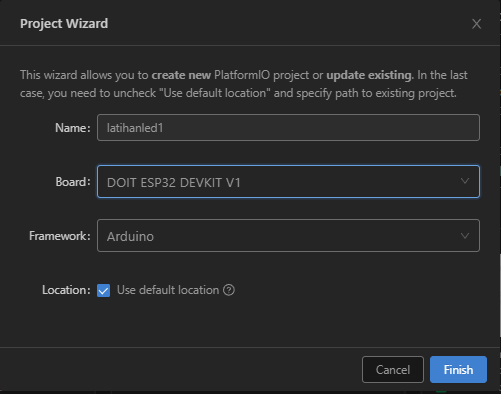 Project Wizard
This wizard allows you to create new PlatformIO project or update existing. In the last
case, you need to uncheck "Use default location" and specify path to existing project.
Name: latihanled1
Board: DOIT ESP32 DEVKIT V1
Framework: Arduino
Location: Use default location
Cancel Finish